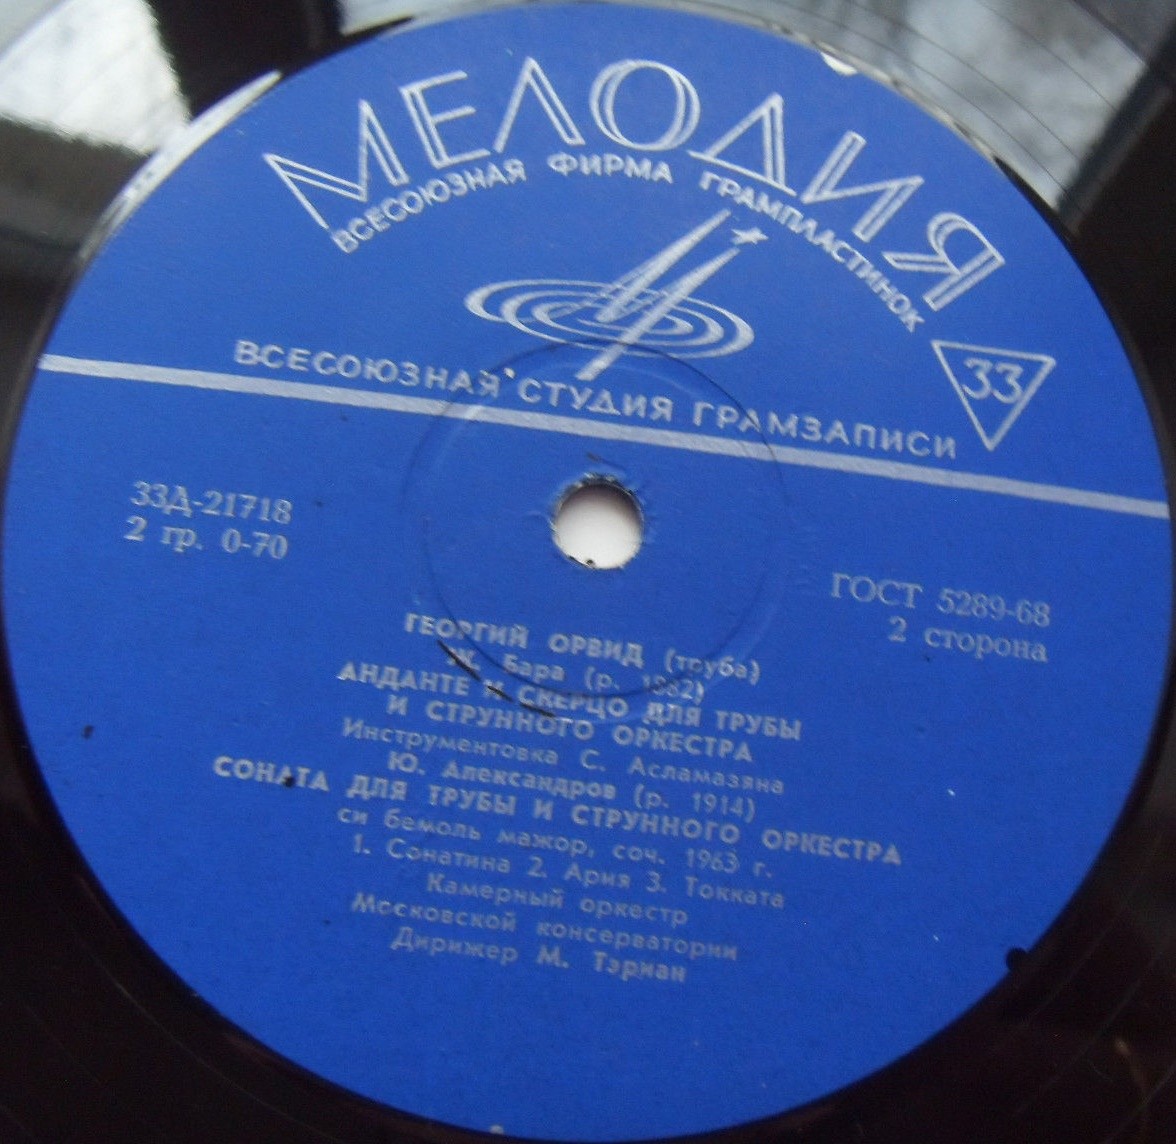 МЕЛОДИЯ
ВСЕСОЮЗНАЯ ФИРМА ГРАМПЛАСТИНОК
33
ВСЕСОЮЗНАЯ СТУДИЯ ГРАМЗАПИСИ
33Д-21718
2 гр. 0-70
ГОСТ 5289-68
2 сторона
ГЕОРГИЙ ОРВИД (труба)
Ж. Бара (р. 1882)
АНДАНТЕ И СКЕРЦО ДЛЯ ТРУБЫ
И СТРУННОГО ОРКЕСТРА
Инструментовка С. Асламазяна
Ю. Александров (р. 1914)
СОНАТА ДЛЯ ТРУБЫ И СТРУННОГО ОРКЕСТРА
си бемоль мажор, соч. 1963 г.
1. Сонатина 2. Ария 3. Токката
Камерный оркестр
Московской консерватории
Дирижер М. Тэриан